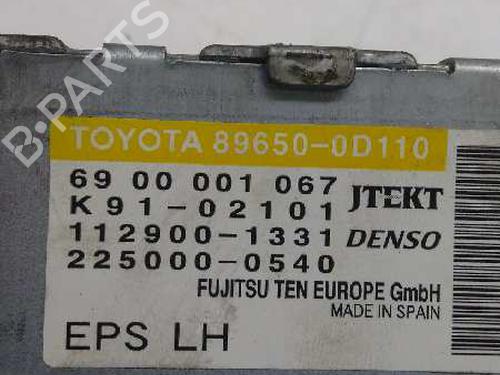 B-PARTS
TOYOTA 89650-0D110
69 00 001 067
K 91-02101 JTEKT
112900-1331 DENSO
225000-0540
FUJITSU TEN EUROPE GmbH
MADE IN SPAIN
EPS LH